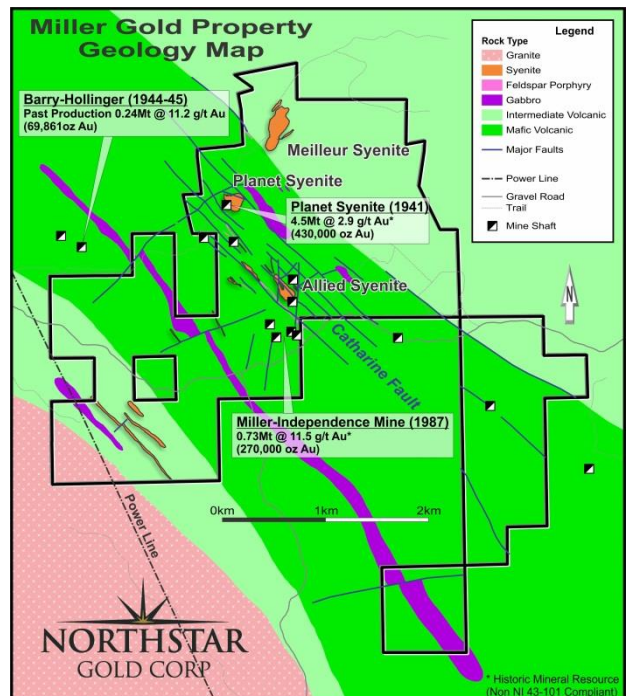 Miller Gold Property
Geology Map
Legend
Rock Type
Granite
Syenite
Feldspar Porphyry
Gabbro
Intermediate Volcanic
Mafic Volcanic
Major Faults
Power Line
Gravel Road
Trail
Mine Shaft
Barry-Hollinger (1944-45)
Past Production 0.24Mt @ 11.2 g/t Au
(69,861oz Au)
Meilleur Syenite
Planet Syenite
Planet Syenite (1941)
4.5Mt @ 2.9 g/t Au*
(430,000 oz Au)
Allied Syenite
N
Catharine Fault
Miller-Independence Mine (1987)
0.73Mt @ 11.5 g/t Au*
(270,000 oz Au)
0km 1km 2km
Power Line
NORTHSTAR
GOLD CORP
* Historic Mineral Resource
(Non NI 43-101 Compliant)